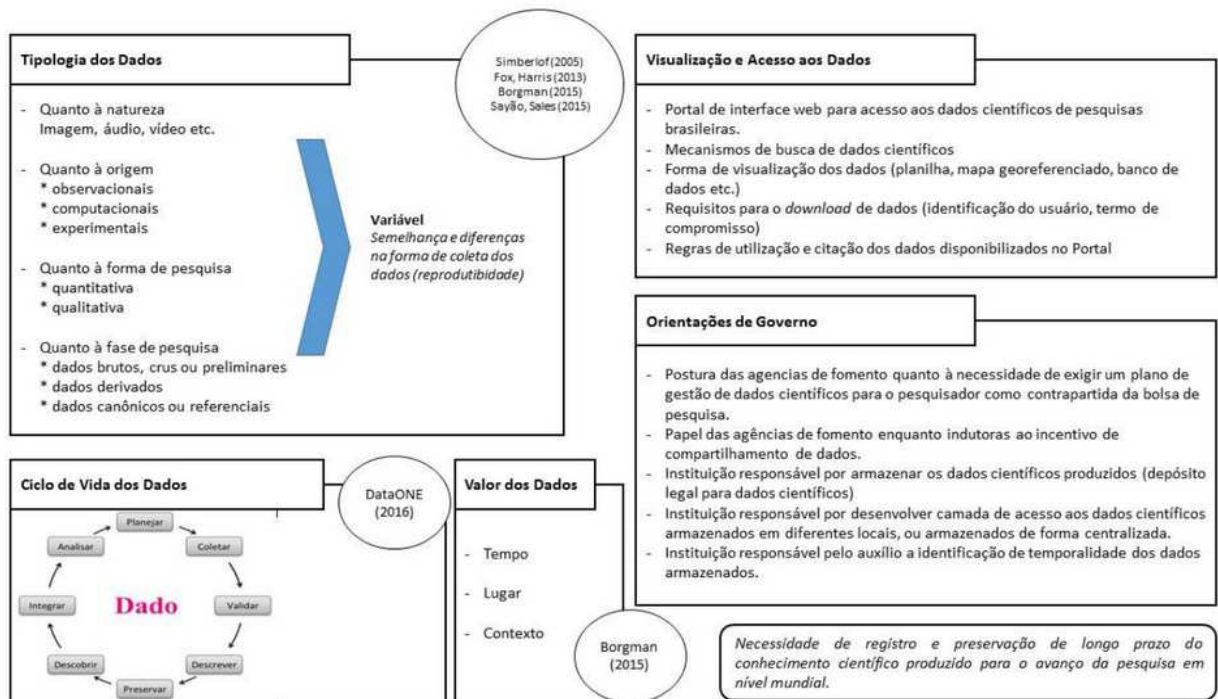 Tipologia dos Dados
Simberlof (2005)
Fox, Harris (2013)
Borgman (2015)
Sayão, Sales (2015)
- Quanto à natureza
Imagem, áudio, vídeo etc.
- Quanto à origem
* observacionais
* computacionais
* experimentais
- Quanto à forma de pesquisa
* quantitativa
* qualitativa
- Quanto à fase de pesquisa
* dados brutos, crus ou preliminares
* dados derivados
* dados canônicos ou referenciais
Variável
Semelhança e diferenças
na forma de coleta dos
dados (reprodutibidade)
Visualização e Acesso aos Dados
- Portal de interface web para acesso aos dados científicos de pesquisas
brasileiras.
- Mecanismos de busca de dados científicos
- Forma de visualização dos dados (planilha, mapa georeferenciado, banco de
dados etc.)
- Requisitos para o download de dados (identificação do usuário, termo de
compromisso)
- Regras de utilização e citação dos dados disponibilizados no Portal
Orientações de Governo
- Postura das agencias de fomento quanto à necessidade de exigir um plano de
gestão de dados científicos para o pesquisador como contrapartida da bolsa de
pesquisa.
- Papel das agências de fomento enquanto indutoras ao incentivo de
compartilhamento de dados.
- Instituição responsável por armazenar os dados científicos produzidos (depósito
legal para dados científicos)
- Instituição responsável por desenvolver camada de acesso aos dados científicos
armazenados em diferentes locais, ou armazenados de forma centralizada.
- Instituição responsável pelo auxílio a identificação de temporalidade dos dados
armazenados.
Ciclo de Vida dos Dados
DataONE
(2016)
Planejar
Coletar
Validar
Descrever
Preservar
Descobrir
Integrar
Analisar
Dado
Valor dos Dados
- Tempo
- Lugar
- Contexto
Borgman
(2015)
Necessidade de registro e preservação de longo prazo do
conhecimento científico produzido para o avanço da pesquisa em
nível mundial.